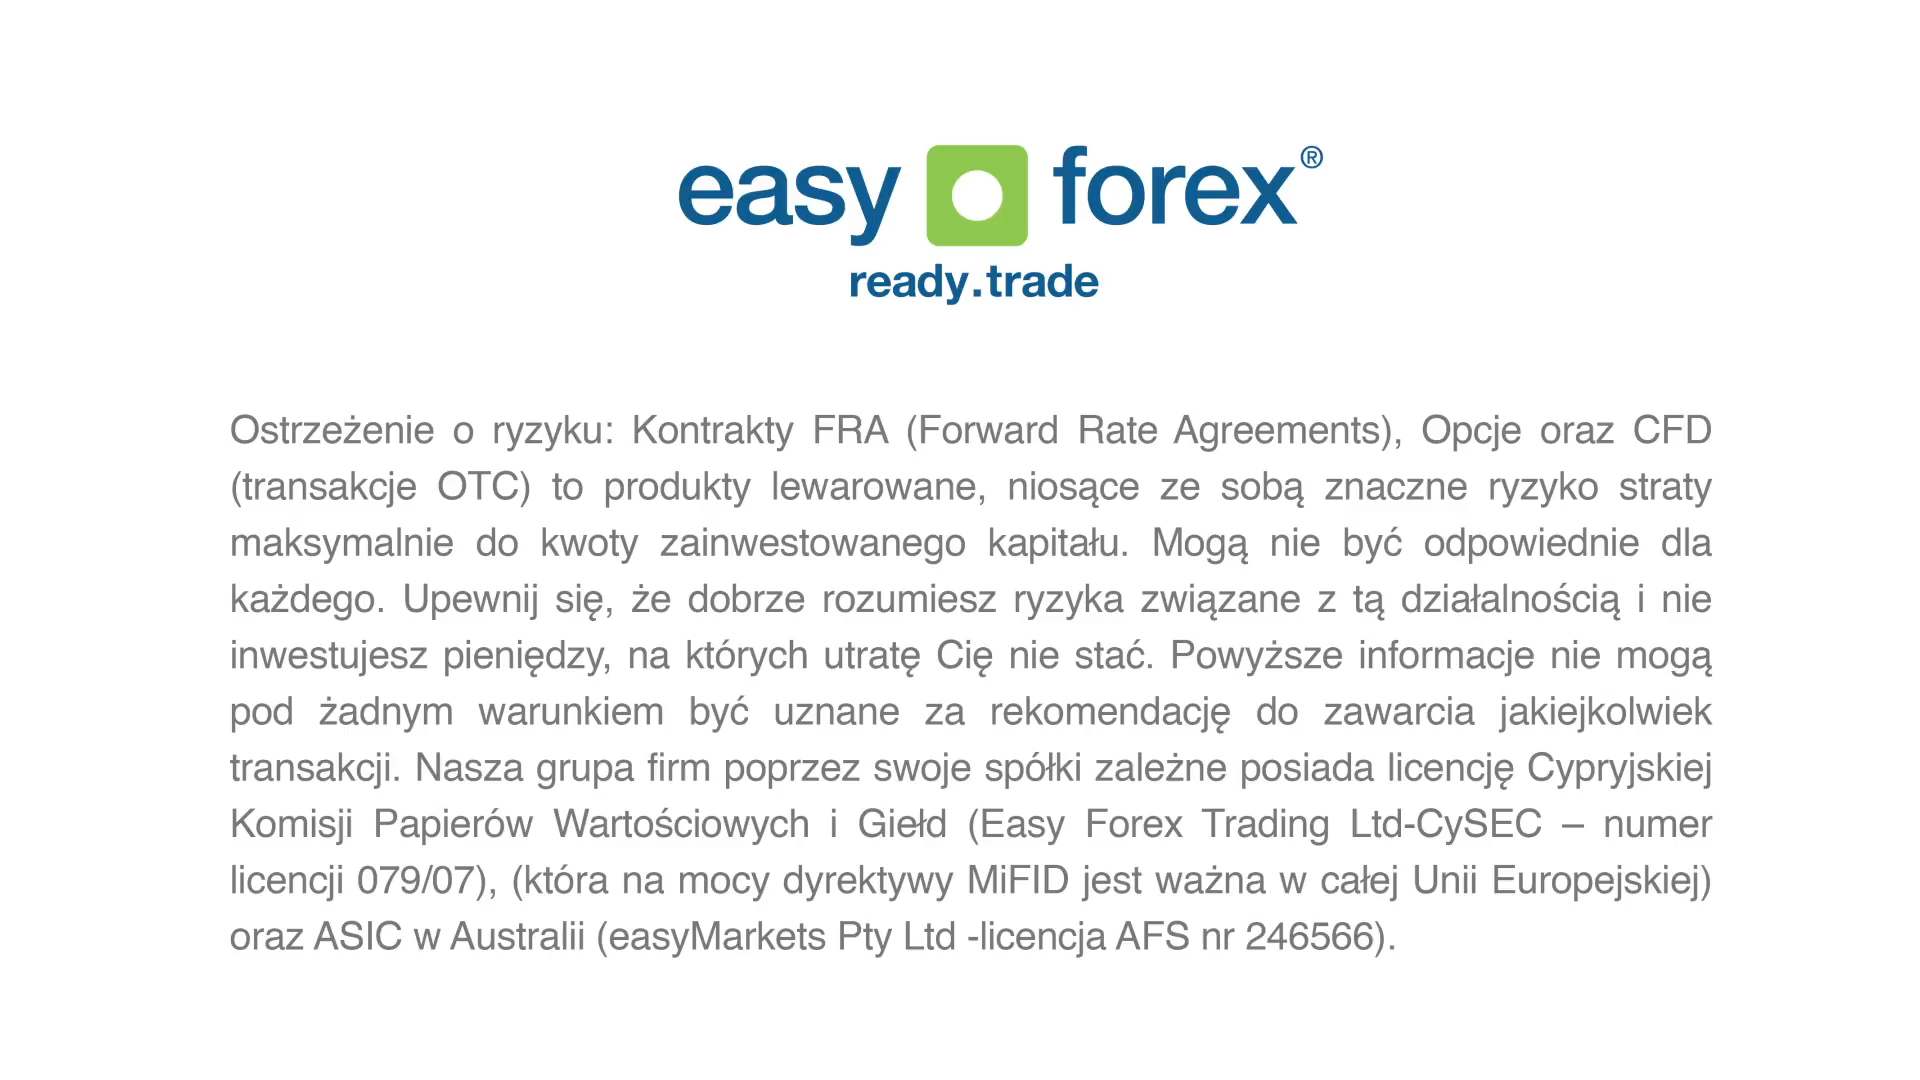 easy forex®
ready.trade
Ostrzeżenie o ryzyku: Kontrakty FRA (Forward Rate Agreements), Opcje oraz CFD
(transakcje OTC) to produkty lewarowane, niosące ze sobą znaczne ryzyko straty
maksymalnie do kwoty zainwestowanego kapitału. Mogą nie być odpowiednie dla
każdego. Upewnij się, że dobrze rozumiesz ryzyka związane z tą działalnością i nie
inwestujesz pieniędzy, na których utratę Cię nie stać. Powyższe informacje nie mogą
pod żadnym warunkiem być uznane za rekomendację do zawarcia jakiejkolwiek
transakcji. Nasza grupa firm poprzez swoje spółki zależne posiada licencję Cypryjskiej
Komisji Papierów Wartościowych i Giełd (Easy Forex Trading Ltd-CySEC – numer
licencji 079/07), (która na mocy dyrektywy MiFID jest ważna w całej Unii Europejskiej)
oraz ASIC w Australii (easyMarkets Pty Ltd -licencja AFS nr 246566).